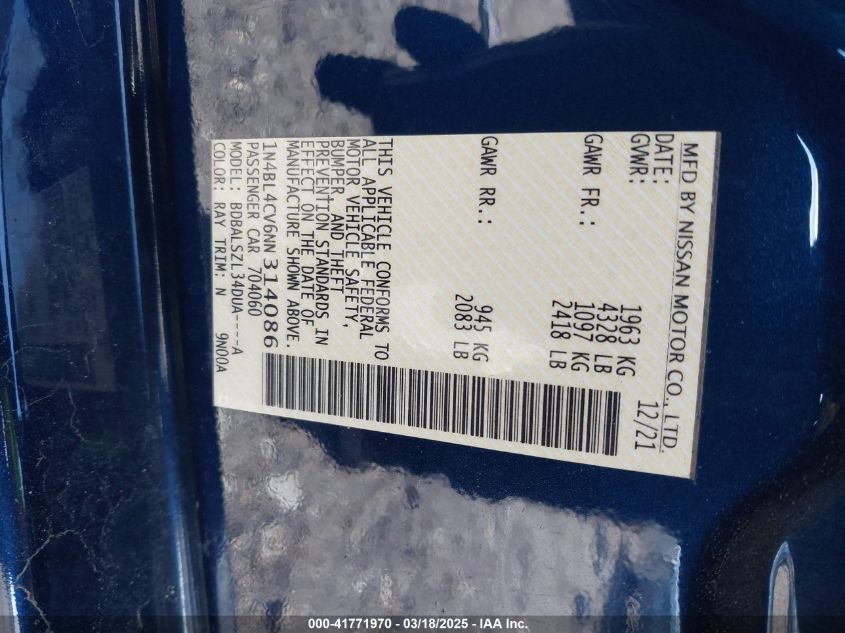 MFD BY NISSAN MOTOR CO., LTD.
DATE: 12/21
GVWR: 1963 KG
4328 LB
GAWR FR.: 1097 KG
2418 LB
GAWR RR.: 945 KG
2083 LB
THIS VEHICLE CONFORMS TO
ALL APPLICABLE FEDERAL
MOTOR VEHICLE SAFETY,
BUMPER, AND THEFT
PREVENTION STANDARDS IN
EFFECT ON THE DATE OF
MANUFACTURE SHOWN ABOVE.
1N4BL4CV6NN314086
PASSENGER CAR 704060
MODEL: BDBALSZL34DUA----A
COLOR: RAY TRIM: N 9N00A
000-41771970 - 03/18/2025 - IAA Inc.